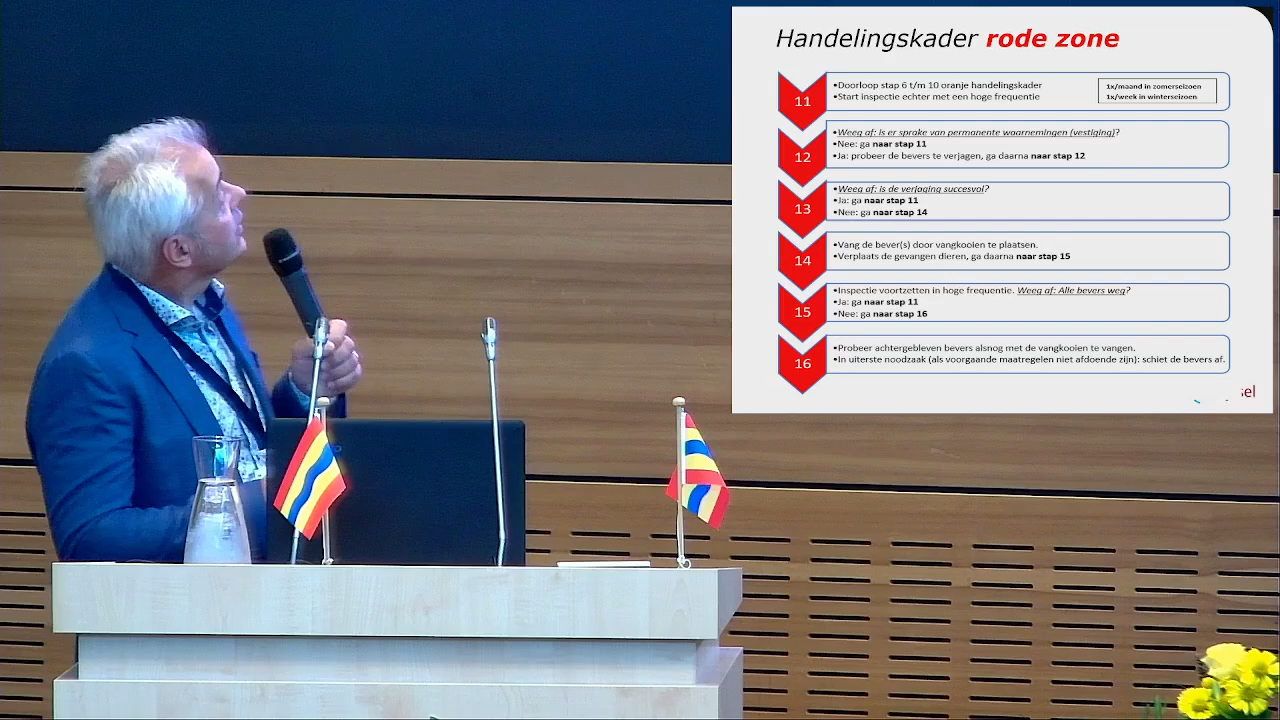 Handelingskader rode zone
11
•Doorloop stap 6 t/m 10 oranje handelingskader
•Start inspectie echter met een hoge frequentie
1x/maand in zomerseizoen
1x/week in winterseizoen
12
•Weeg af: is er sprake van permanente waarnemingen (vestiging)?
•Nee: ga naar stap 11
•Ja: probeer de bevers te verjagen, ga daarna naar stap 12
13
•Weeg af: is de verjaging succesvol?
•Ja: ga naar stap 11
•Nee: ga naar stap 14
14
•Vang de bever(s) door vangkooien te plaatsen.
•Verplaats de gevangen dieren, ga daarna naar stap 15
15
•Inspectie voortzetten in hoge frequentie. Weeg af: Alle bevers weg?
•Ja: ga naar stap 11
•Nee: ga naar stap 16
16
•Probeer achtergebleven bevers alsnog met de vangkooien te vangen.
•In uiterste noodzaak (als voorgaande maatregelen niet afdoende zijn): schiet de bevers af.
sel